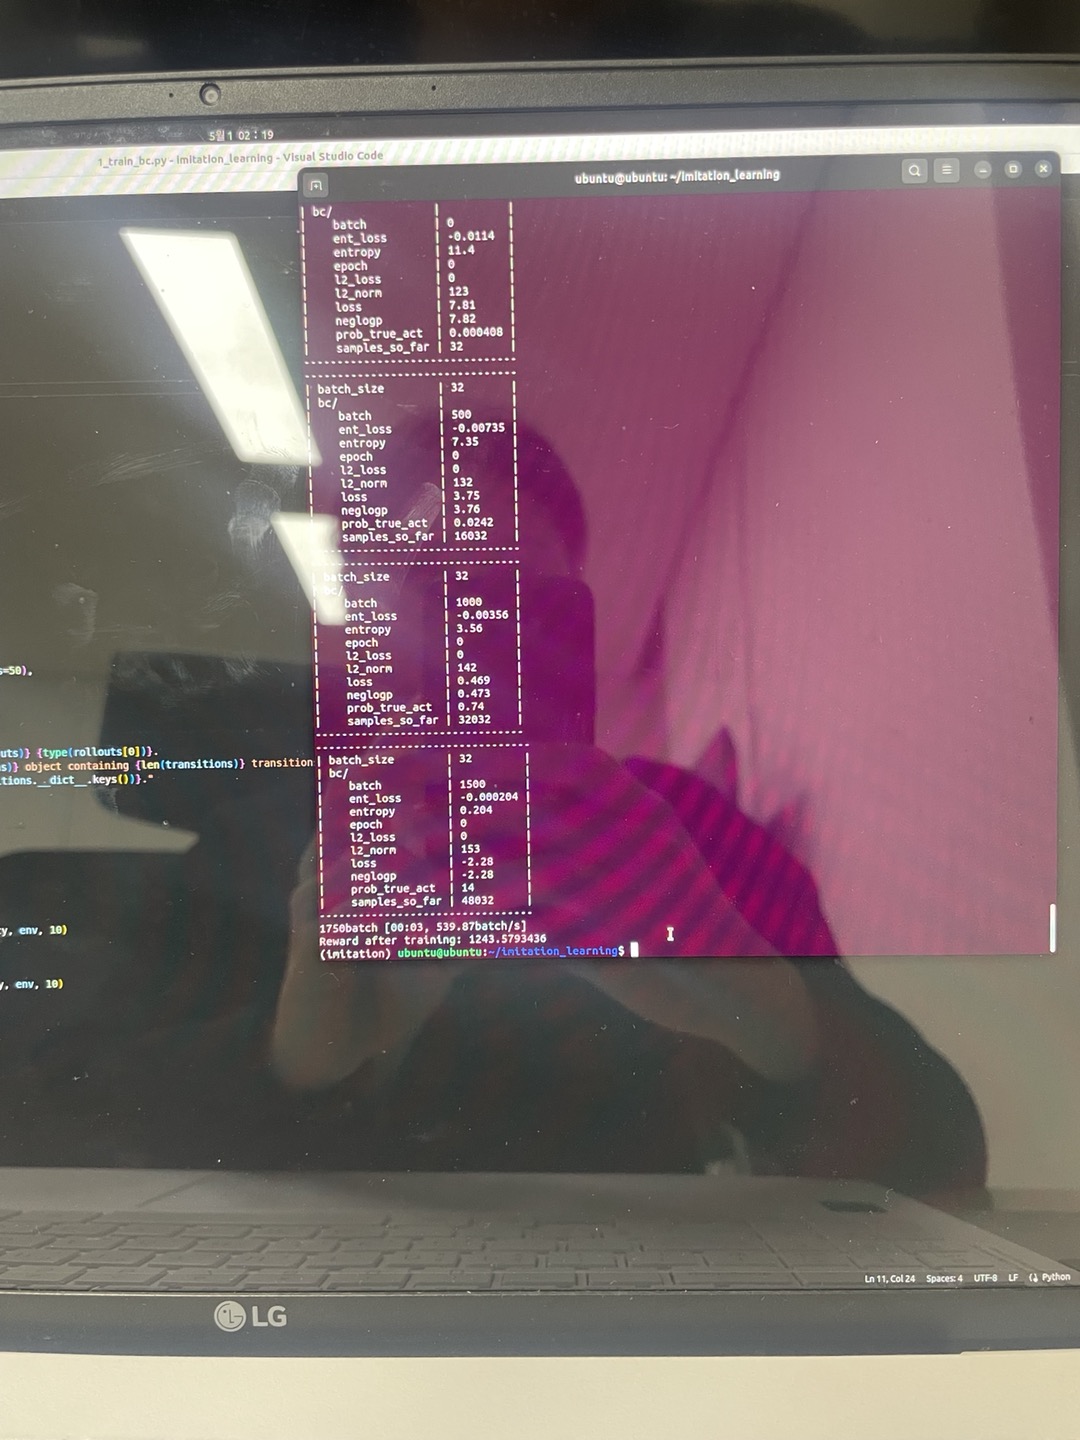 5월 1 02 : 19
1_train_bc.py - imitation_learning - Visual Studio Code
ubuntu@ubuntu: ~/imitation_learning
| bc/ | |
| batch | 0 |
| ent_loss | -0.0114 |
| entropy | 11.4 |
| epoch | 0 |
| l2_loss | 0 |
| l2_norm | 123 |
| loss | 7.81 |
| neglogp | 7.82 |
| prob_true_act | 0.000408 |
| samples_so_far | 32 |
| batch_size | 32 |
| bc/ | |
| batch | 500 |
| ent_loss | -0.00735 |
| entropy | 7.35 |
| epoch | 0 |
| l2_loss | 0 |
| l2_norm | 132 |
| loss | 3.75 |
| neglogp | 3.76 |
| prob_true_act | 0.0242 |
| samples_so_far | 16032 |
| batch_size | 32 |
| bc/ | |
| batch | 1000 |
| ent_loss | -0.00356 |
| entropy | 3.56 |
| epoch | 0 |
| l2_loss | 0 |
| l2_norm | 142 |
| loss | 0.469 |
| neglogp | 0.473 |
| prob_true_act | 0.74 |
| samples_so_far | 32032 |
| batch_size | 32 |
| bc/ | |
| batch | 1500 |
| ent_loss | -0.000204 |
| entropy | 0.204 |
| epoch | 0 |
| l2_loss | 0 |
| l2_norm | 153 |
| loss | -2.28 |
| neglogp | -2.28 |
| prob_true_act | 14 |
| samples_so_far | 48032 |
1750batch [00:03, 539.87batch/s]
Reward after training: 1243.5793436
(imitation) ubuntu@ubuntu:~/imitation_learning$
s=50),
uts)} {type(rollouts[0])}.
s)} object containing {len(transitions)} transition
tions.__dict__.keys())}."
y, env, 10)
y, env, 10)
Ln 11, Col 24 Spaces: 4 UTF-8 LF Python
LG